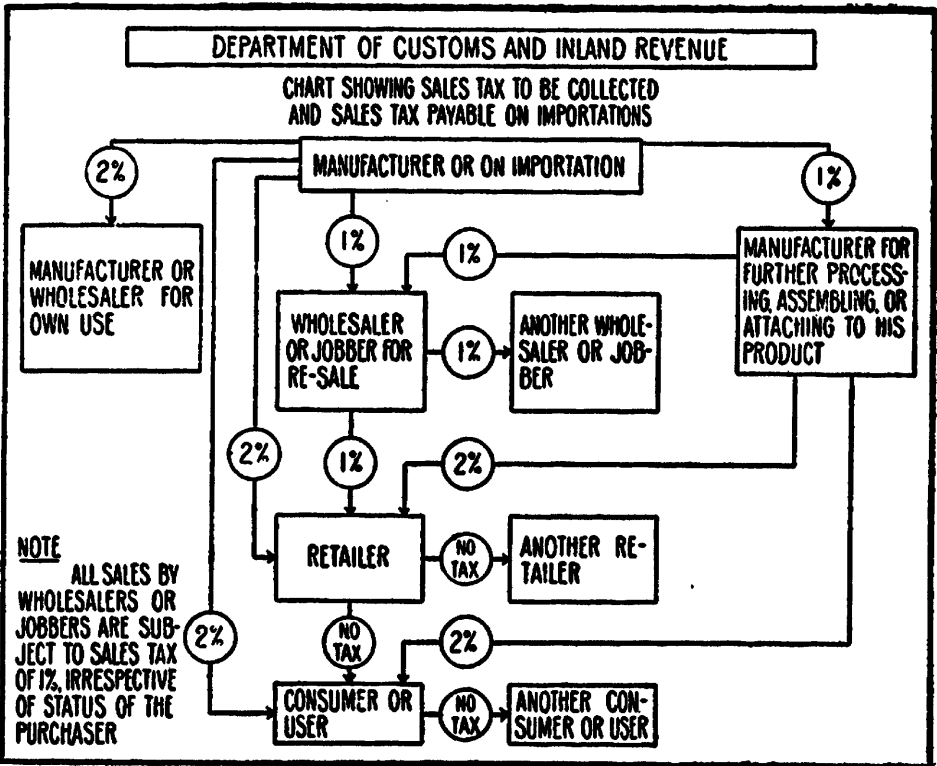 DEPARTMENT OF CUSTOMS AND INLAND REVENUE
CHART SHOWING SALES TAX TO BE COLLECTED
AND SALES TAX PAYABLE ON IMPORTATIONS
MANUFACTURER OR ON IMPORTATION
2%
1%
MANUFACTURER OR
WHOLESALER FOR
OWN USE
1%
1%
MANUFACTURER FOR
FURTHER PROCESS-
ING, ASSEMBLING, OR
ATTACHING TO HIS
PRODUCT
WHOLESALER
OR JOBBER FOR
RE-SALE
1%
ANOTHER WHOLE-
SALER OR JOB-
BER
2%
1%
2%
RETAILER
NO
TAX
ANOTHER RE-
TAILER
NOTE
ALL SALES BY
WHOLESALERS OR
JOBBERS ARE SUB-
JECT TO SALES TAX
OF 1%, IRRESPECTIVE
OF STATUS OF THE
PURCHASER
2%
NO
TAX
2%
CONSUMER OR
USER
NO
TAX
ANOTHER CON-
SUMER OR USER